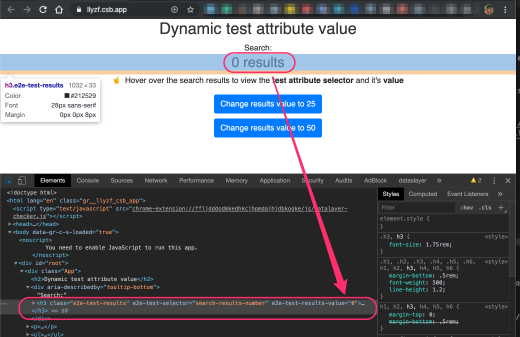 llyzf.csb.app
Dynamic test attribute value
Search:
0 results
h3.e2e-test-results 1032 × 33
Color #212529
Font 28px sans-serif
Margin 0px 0px 8px
☝ Hover over the search results to view the test attribute selector and it's value
Change results value to 25
Change results value to 50
Elements Console Sources Network Timelines Audits AdBlock datalayer
2
<!doctype html>
<html lang="en" class="gr__llyzf_csb_app">
<script type="text/javascript" src="chrome-extension://
checker.js"></script>
<head>…</head>
<body data-gr-c-s-loaded="true">
<noscript>
You need to enable JavaScript to run this app.
</noscript>
<div id="root">
<div class="App">
<h2>Dynamic test attribute value</h2>
<div aria-describedby="tooltip-bottom">
"Search:"
<h3 class="e2e-test-results" e2e-test-selector="search-results-number" e2e-test-results-value="0">…
</h3> == $0
</div>
<p>…</p>
<ul>…</ul>
Styles Computed Event Listeners »
Filter :hov .cls +
element.style {
}
.h3, h3 { <style>
font-size: 1.75rem;
}
.h1, .h2, .h3, .h4, .h5, .h6, <style>
h1, h2, h3, h4, h5, h6 {
margin-bottom: .5rem;
font-weight: 500;
line-height: 1.2;
}
h1, h2, h3, h4, h5, h6 { <style>
margin-top: 0;
margin-bottom: .5rem;
}